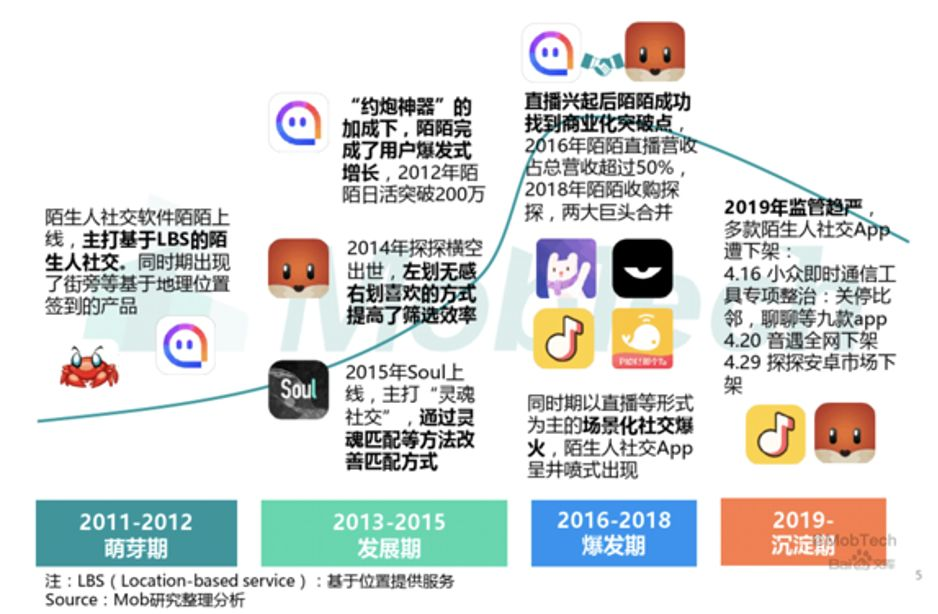 陌生人社交软件陌陌上
线，主打基于LBS的陌
生人社交。同时期出现
了街旁等基于地理位置
签到的产品
“约炮神器”的
加成下，陌陌完
成了用户爆发式
增长，2012年陌
陌日活突破200万
2014年探探横空
出世，左划无感
右划喜欢的方式
提高了筛选效率
Soul
2015年Soul上
线，主打“灵魂
社交”，通过灵
魂匹配等方法改
善匹配方式
直播兴起后陌陌成功
找到商业化突破点，
2016年陌陌直播营收
占总营收超过50%，
2018年陌陌收购探
探，两大巨头合并
PICK!那个Ta
同时期以直播等形式
为主的场景化社交爆
火，陌生人社交App
呈井喷式出现
2019年监管趋严，
多款陌生人社交App
遭下架：
4.16 小众即时通信工
具专项整治：关停比
邻，聊聊等九款app
4.20 音遇全网下架
4.29 探探安卓市场下
架
MobTech
2011-2012
萌芽期
2013-2015
发展期
2016-2018
爆发期
2019-
沉淀期
@MobTech
Bai文库
注：LBS（Location-based service）：基于位置提供服务
Source：Mob研究整理分析
5